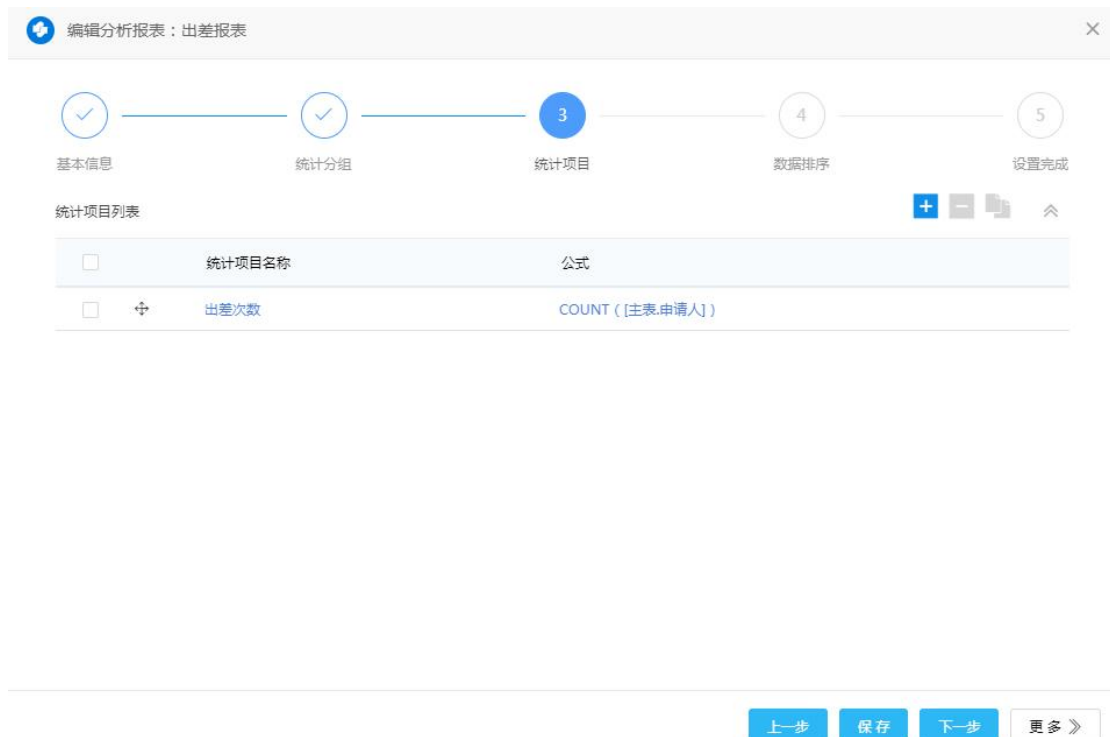 编辑分析报表：出差报表
3
4
5
基本信息
统计分组
统计项目
数据排序
设置完成
统计项目列表
统计项目名称
公式
出差次数
COUNT ( [主表.申请人] )
上一步
保存
下一步
更多